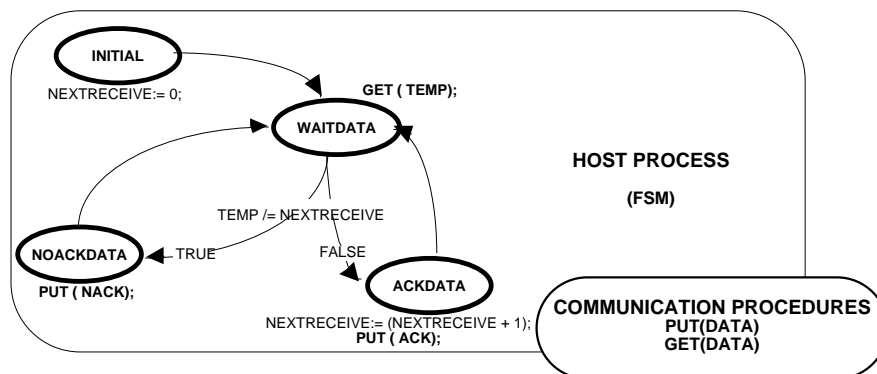 INITIAL
NEXTRECEIVE:= 0;
GET ( TEMP);
WAITDATA
HOST PROCESS
(FSM)
TEMP /= NEXTRECEIVE
NOACKDATA
TRUE
FALSE
PUT ( NACK);
ACKDATA
NEXTRECEIVE:= (NEXTRECEIVE + 1);
PUT ( ACK);
COMMUNICATION PROCEDURES
PUT(DATA)
GET(DATA)